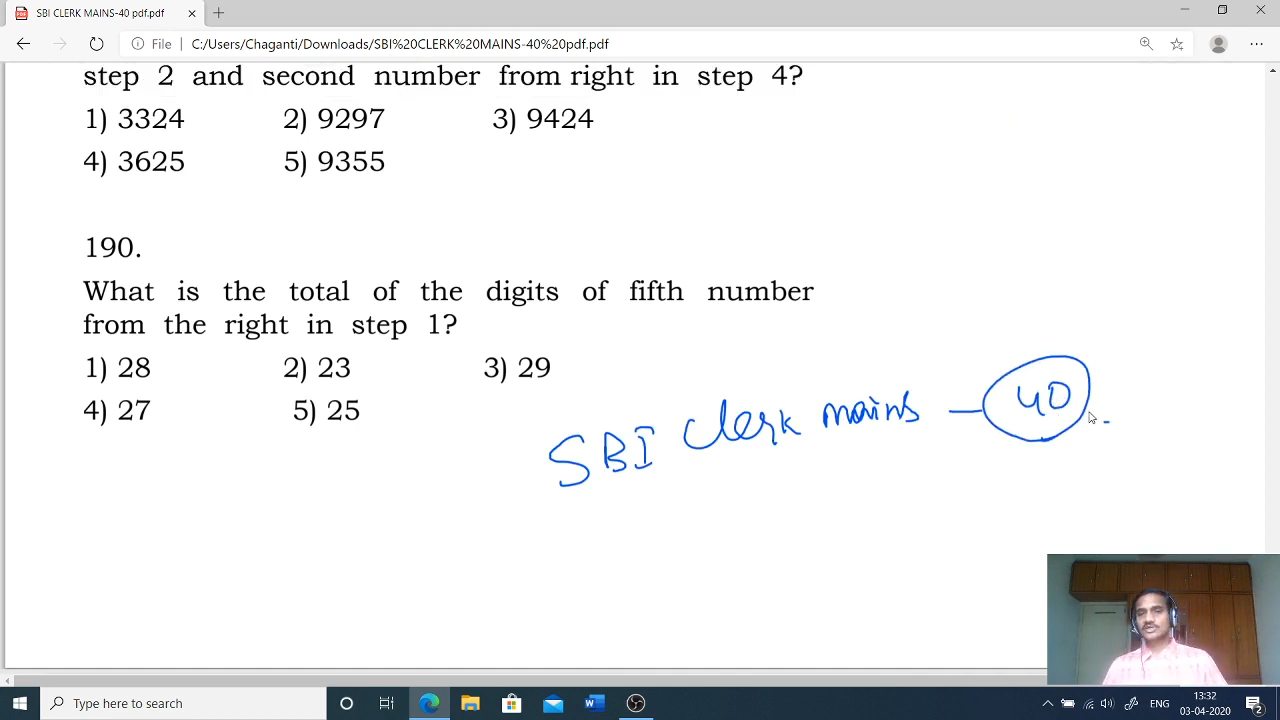 SBI CLERK MAINS-40 pdf.pdf
File C:/Users/Chaganti/Downloads/SBI%20CLERK%20MAINS-40%20pdf.pdf
step 2 and second number from right in step 4?
1) 3324 2) 9297 3) 9424
4) 3625 5) 9355
190.
What is the total of the digits of fifth number
from the right in step 1?
1) 28 2) 23 3) 29
4) 27 5) 25
SBI Clerk mains - 40.
Type here to search
ENG
13:32
03-04-2020
2